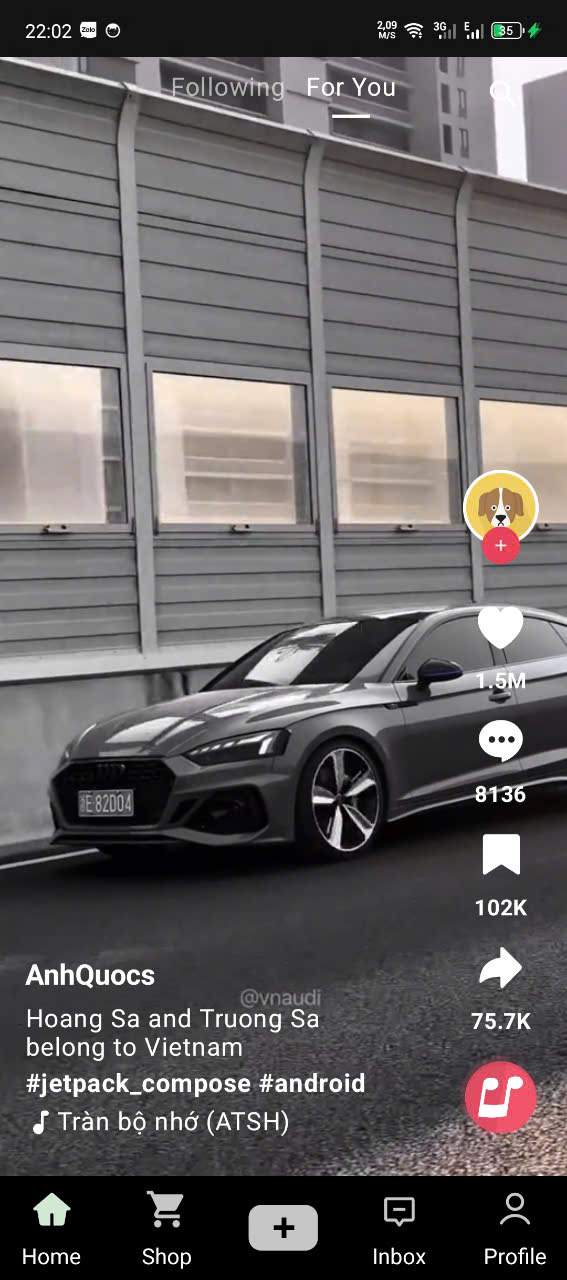 22:02
Zalo
2,09
M/S
3G
E
35
Following For You
1.5M
8136
E·82D04
102K
AnhQuocs
@vnaudi
75.7K
Hoang Sa and Truong Sa
belong to Vietnam
#jetpack_compose #android
Tràn bộ nhớ (ATSH)
Home
Shop
Inbox
Profile